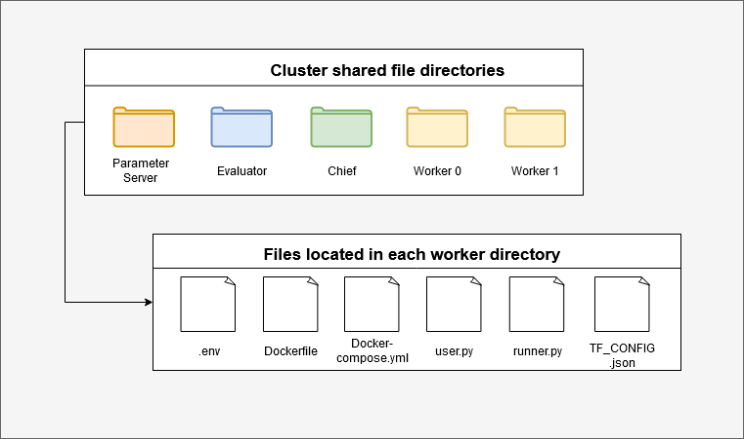 Cluster shared file directories
Parameter
Server
Evaluator
Chief
Worker 0
Worker 1
Files located in each worker directory
.env
Dockerfile
Docker-
compose.yml
user.py
runner.py
TF_CONFIG
.json